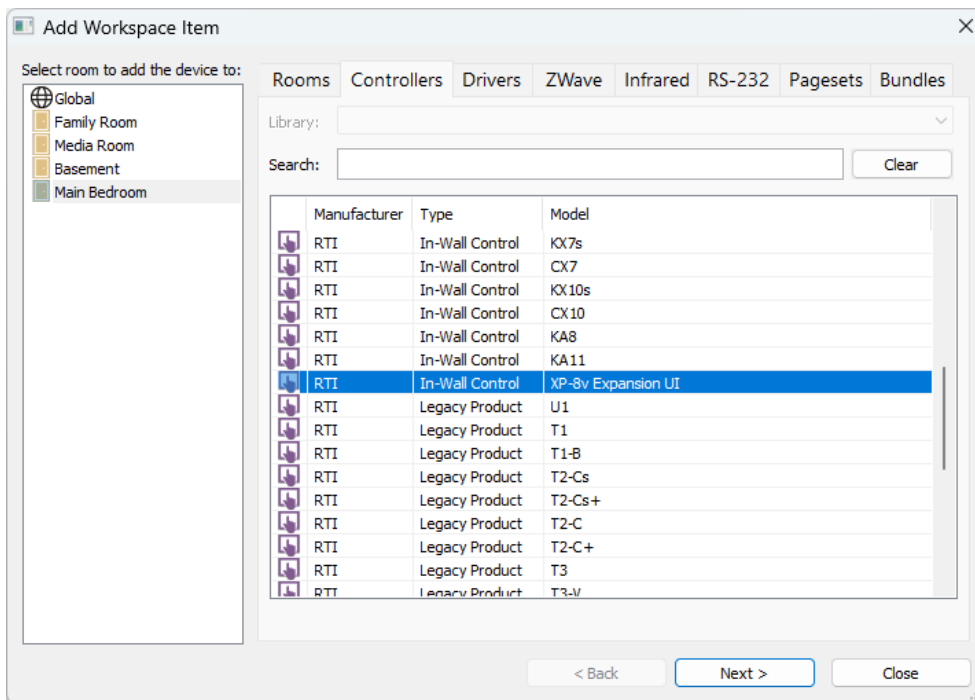 Add Workspace Item
Select room to add the device to:
Global
Family Room
Media Room
Basement
Main Bedroom
Rooms Controllers Drivers ZWave Infrared RS-232 Pagesets Bundles
Library:
Search: Clear
Manufacturer Type Model
RTI In-Wall Control KX7s
RTI In-Wall Control CX7
RTI In-Wall Control KX10s
RTI In-Wall Control CX10
RTI In-Wall Control KA8
RTI In-Wall Control KA11
RTI In-Wall Control XP-8v Expansion UI
RTI Legacy Product U1
RTI Legacy Product T1
RTI Legacy Product T1-B
RTI Legacy Product T2-Cs
RTI Legacy Product T2-Cs+
RTI Legacy Product T2-C
RTI Legacy Product T2-C+
RTI Legacy Product T3
RTI Legacy Product T3-V
< Back Next > Close